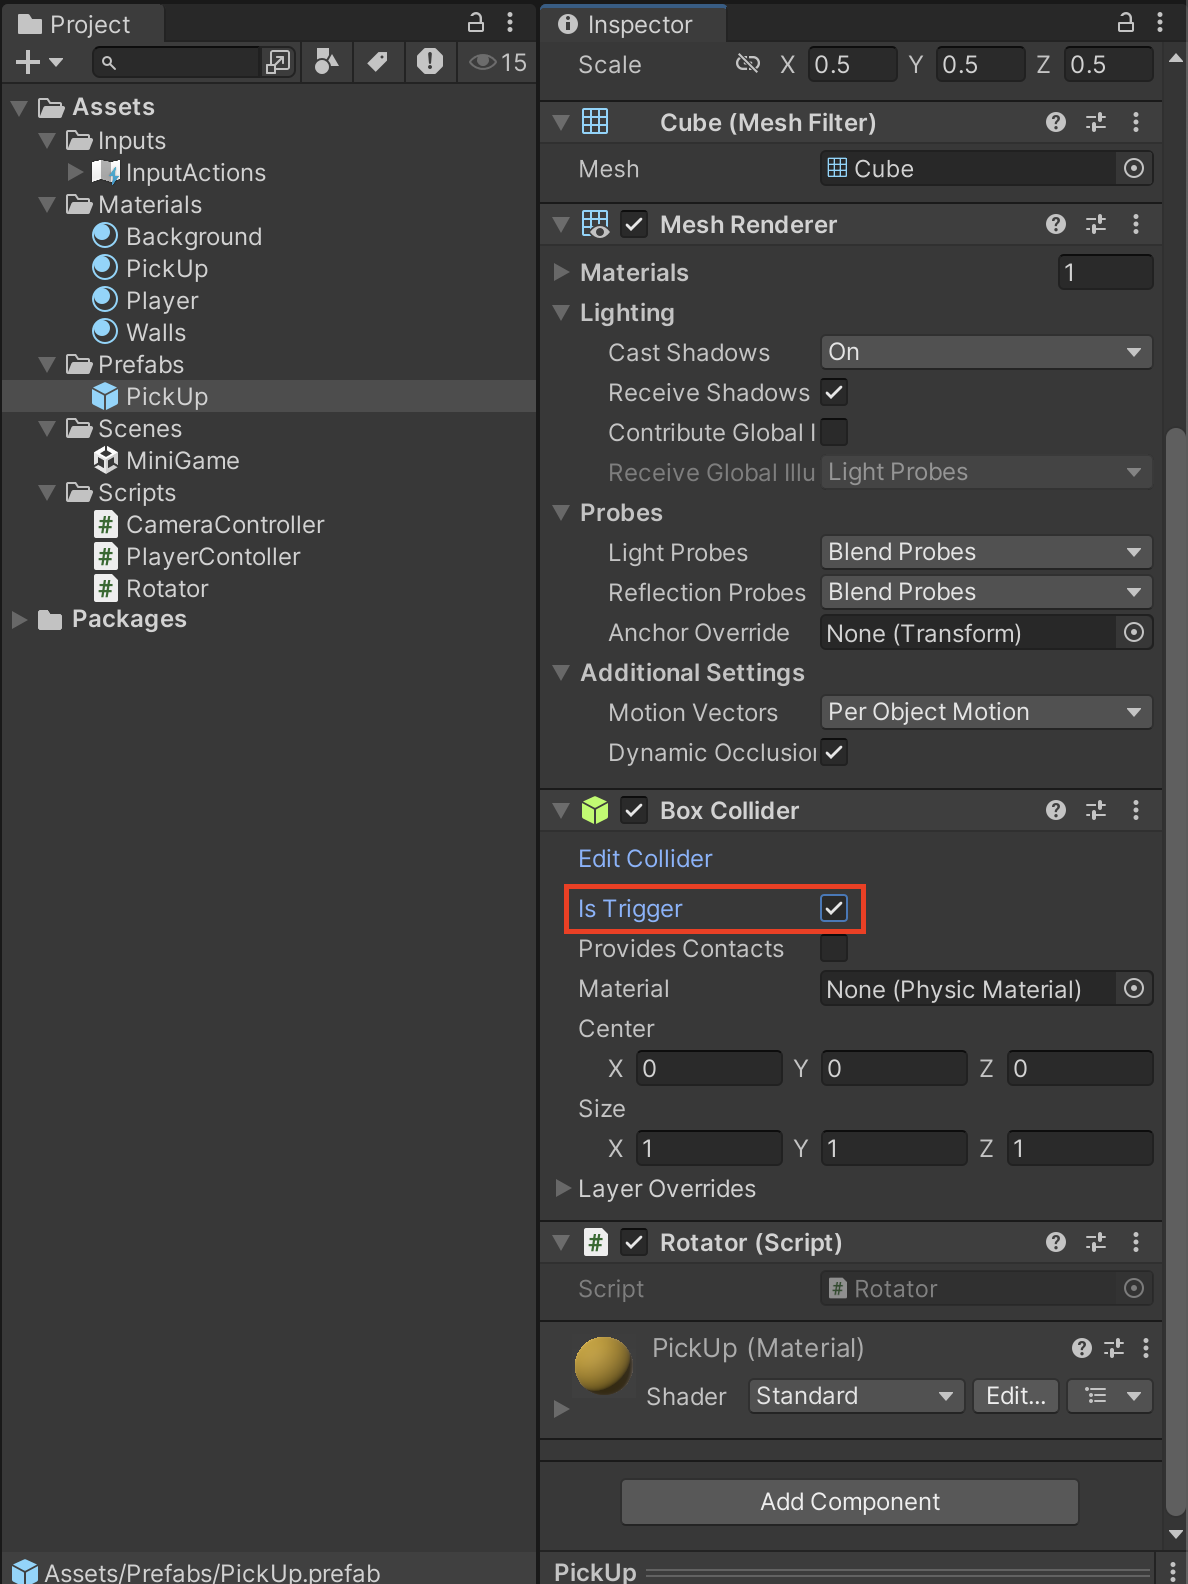 Project
15
Assets
Inputs
InputActions
Materials
Background
PickUp
Player
Walls
Prefabs
PickUp
Scenes
MiniGame
Scripts
# CameraController
# PlayerContoller
# Rotator
Packages
Assets/Prefabs/PickUp.prefab
Inspector
Scale X 0.5 Y 0.5 Z 0.5
Cube (Mesh Filter)
Mesh Cube
Mesh Renderer
Materials 1
Lighting
Cast Shadows On
Receive Shadows
Contribute Global I
Receive Global Illu Light Probes
Probes
Light Probes Blend Probes
Reflection Probes Blend Probes
Anchor Override None (Transform)
Additional Settings
Motion Vectors Per Object Motion
Dynamic Occlusion
Box Collider
Edit Collider
Is Trigger
Provides Contacts
Material None (Physic Material)
Center
X 0 Y 0 Z 0
Size
X 1 Y 1 Z 1
Layer Overrides
# Rotator (Script)
Script # Rotator
PickUp (Material)
Shader Standard Edit...
Add Component
PickUp